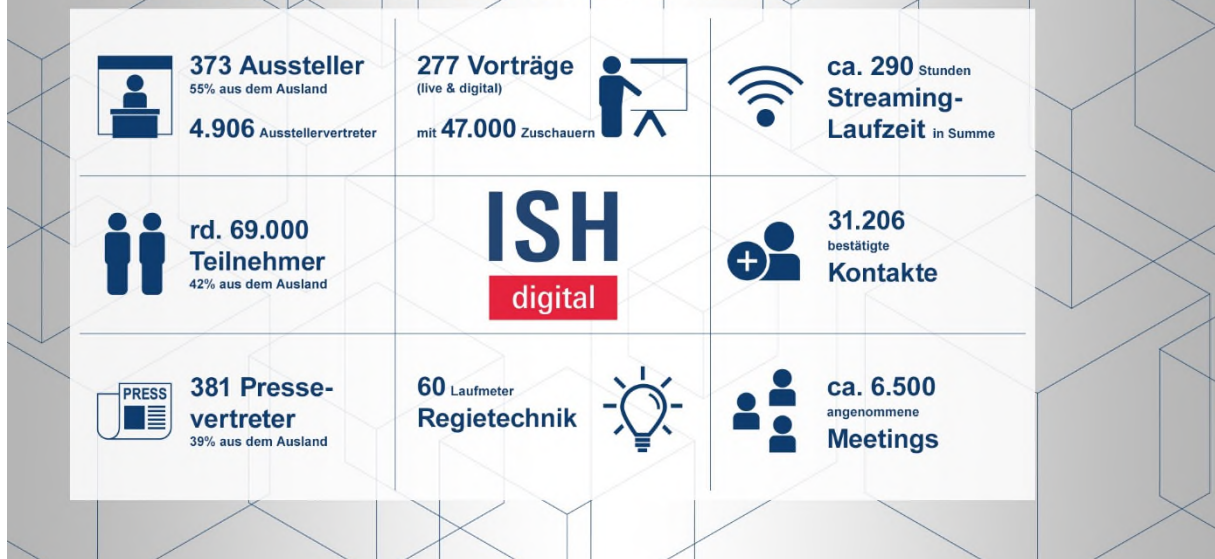 373 Aussteller
55% aus dem Ausland
4.906 Ausstellervertreter
277 Vorträge
(live & digital)
mit 47.000 Zuschauern
ca. 290 Stunden
Streaming-
Laufzeit in Summe
rd. 69.000
Teilnehmer
42% aus dem Ausland
ISH
digital
31.206
bestätigte
Kontakte
PRESS
381 Presse-
vertreter
39% aus dem Ausland
60 Laufmeter
Regietechnik
ca. 6.500
angenommene
Meetings